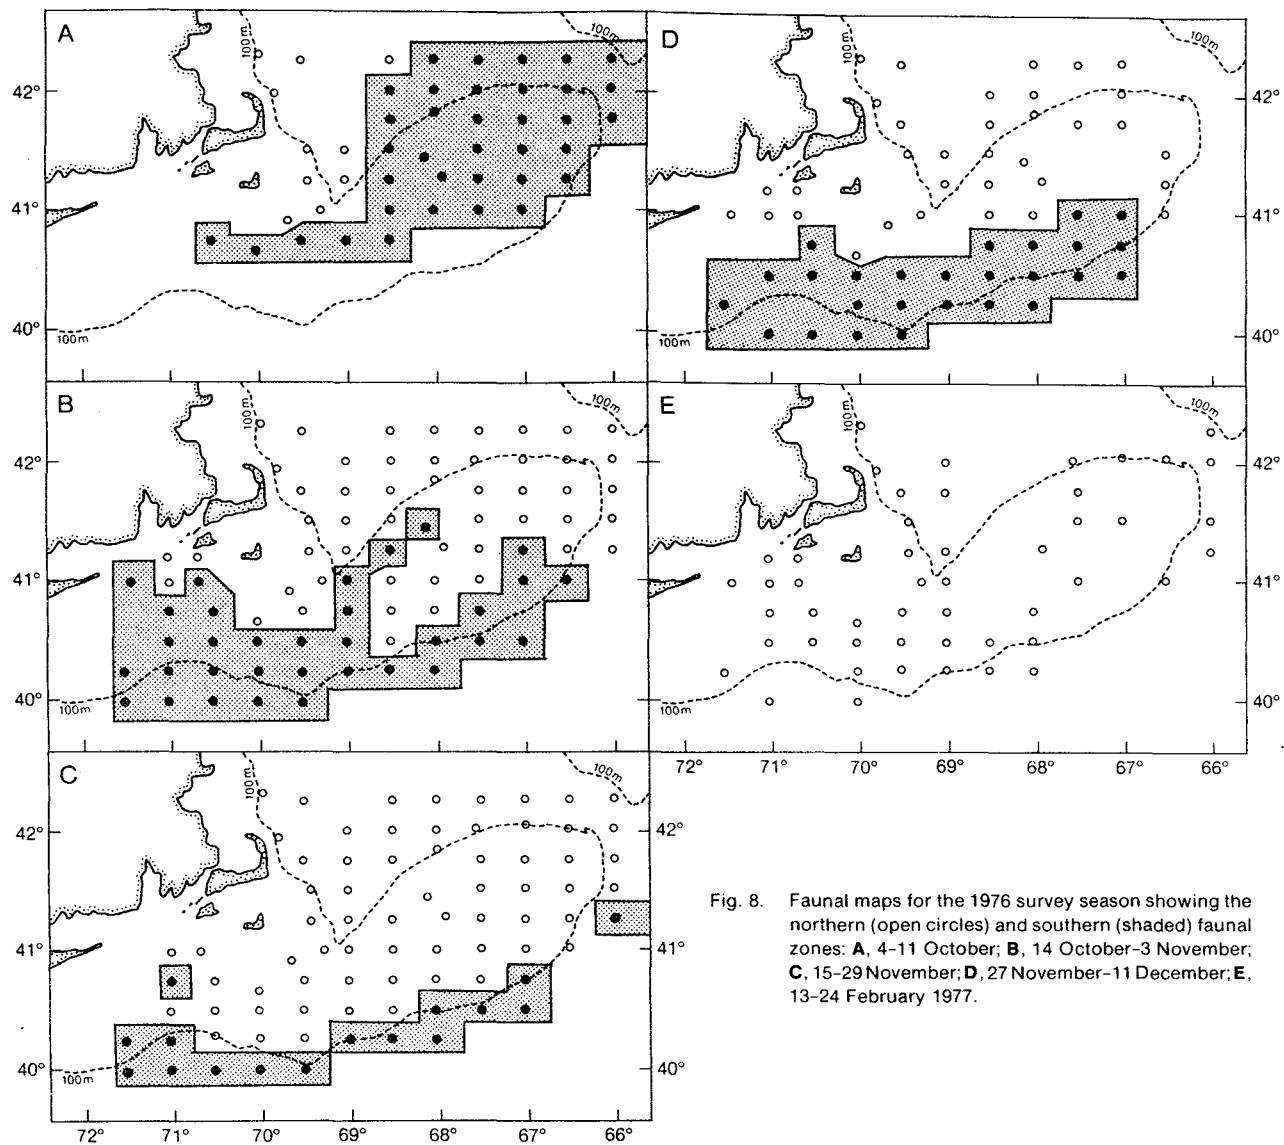 A
100m
100m
42°
41°
40°
100m
D
100m
100m
42°
41°
40°
100m
B
100m
100m
42°
41°
40°
100m
E
100m
100m
42°
41°
40°
100m
72° 71° 70° 69° 68° 67° 66°
C
100m
100m
42° 42°
41° 41°
40° 40°
100m
72° 71° 70° 69° 68° 67° 66°
Fig. 8. Faunal maps for the 1976 survey season showing the
northern (open circles) and southern (shaded) faunal
zones: A, 4–11 October; B, 14 October–3 November;
C, 15–29 November; D, 27 November–11 December; E,
13–24 February 1977.